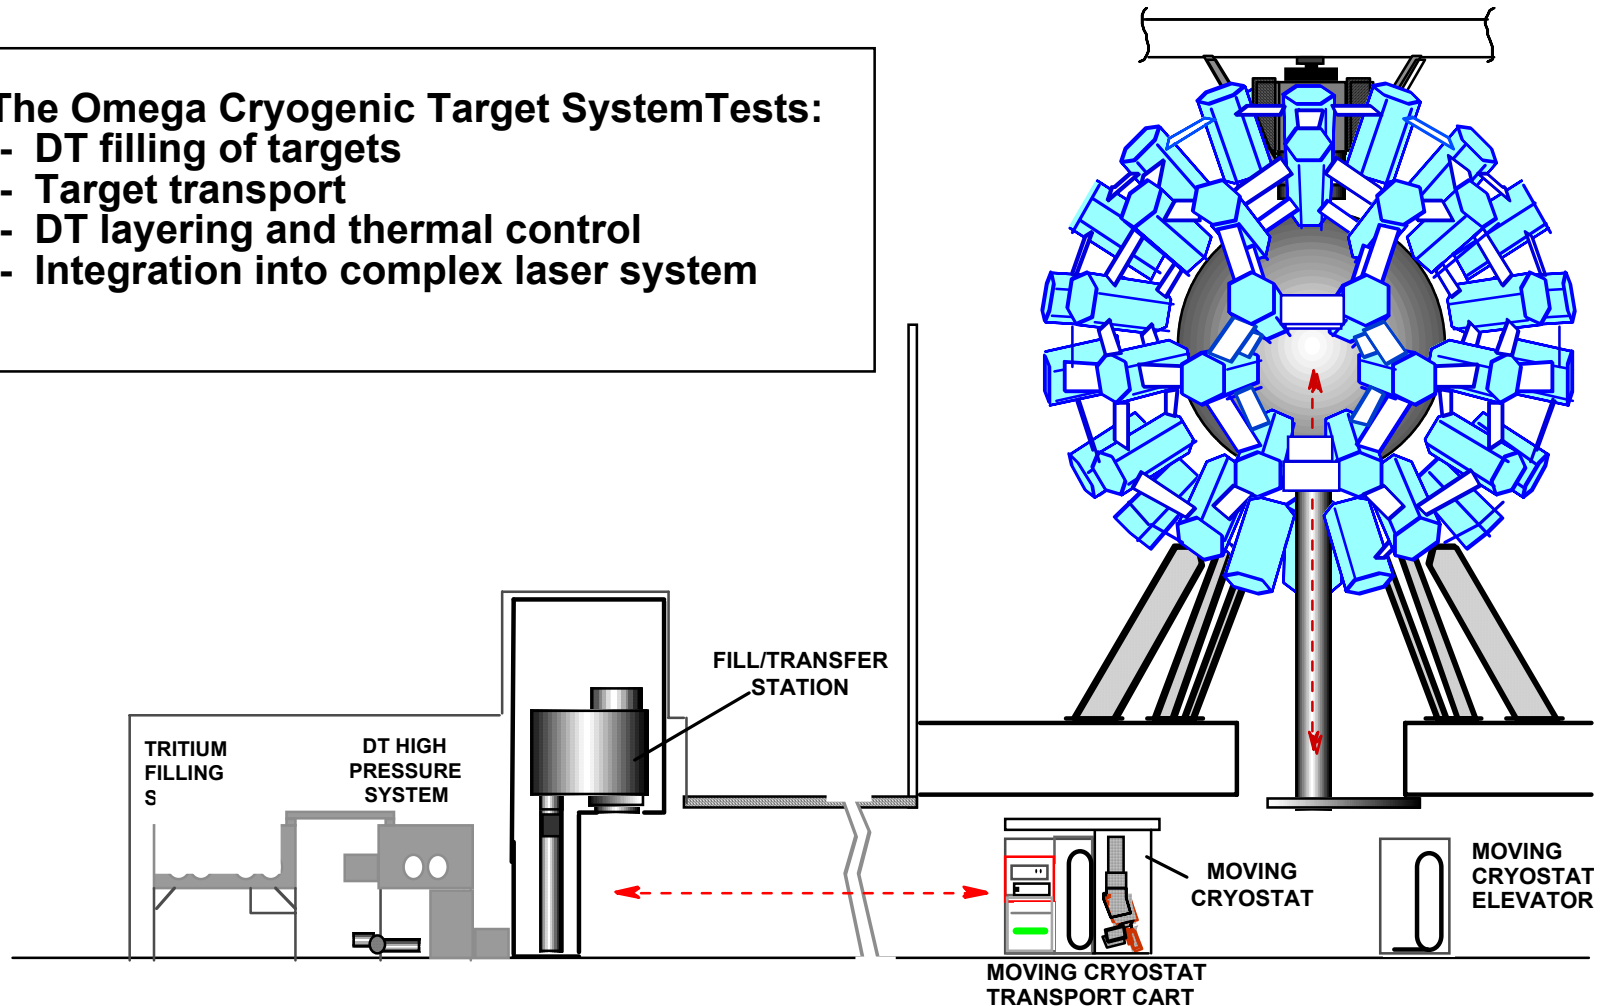 The Omega Cryogenic Target SystemTests:
- DT filling of targets
- Target transport
- DT layering and thermal control
- Integration into complex laser system
FILL/TRANSFER
STATION
TRITIUM
FILLING
S
DT HIGH
PRESSURE
SYSTEM
MOVING
CRYOSTAT
MOVING
CRYOSTAT
ELEVATOR
MOVING CRYOSTAT
TRANSPORT CART